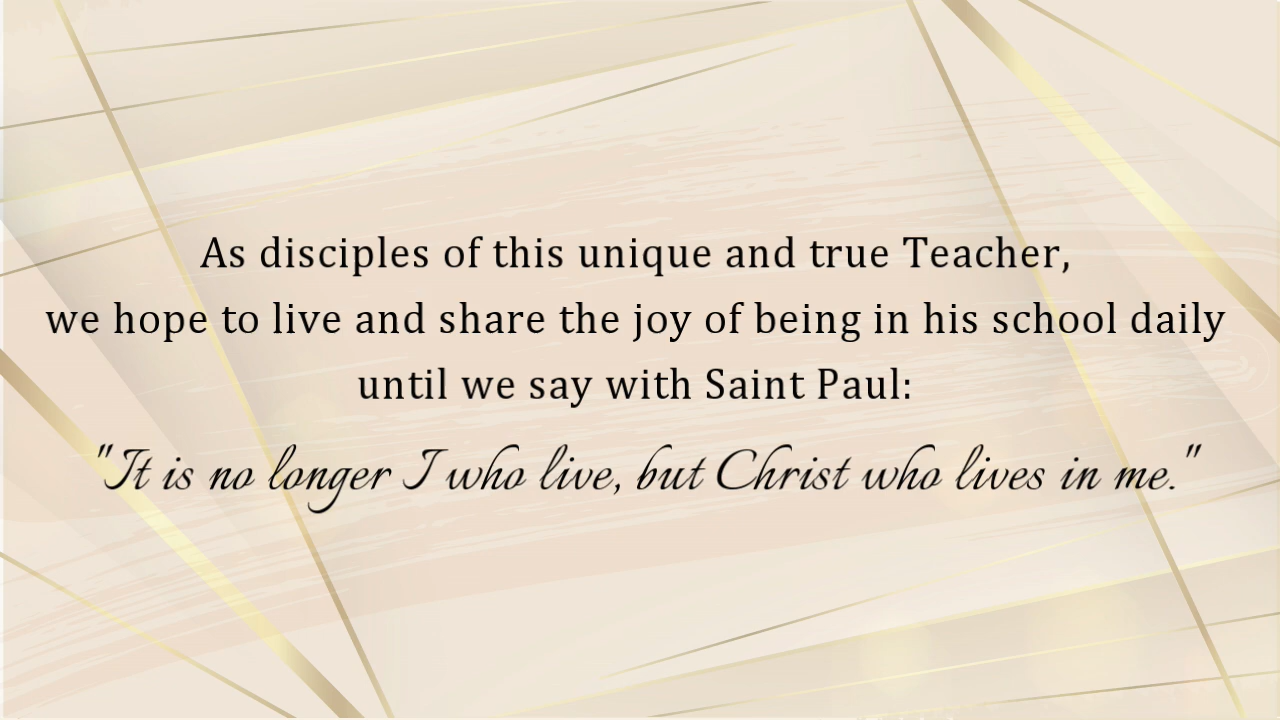 As disciples of this unique and true Teacher,
we hope to live and share the joy of being in his school daily
until we say with Saint Paul:
"It is no longer I who live, but Christ who lives in me."